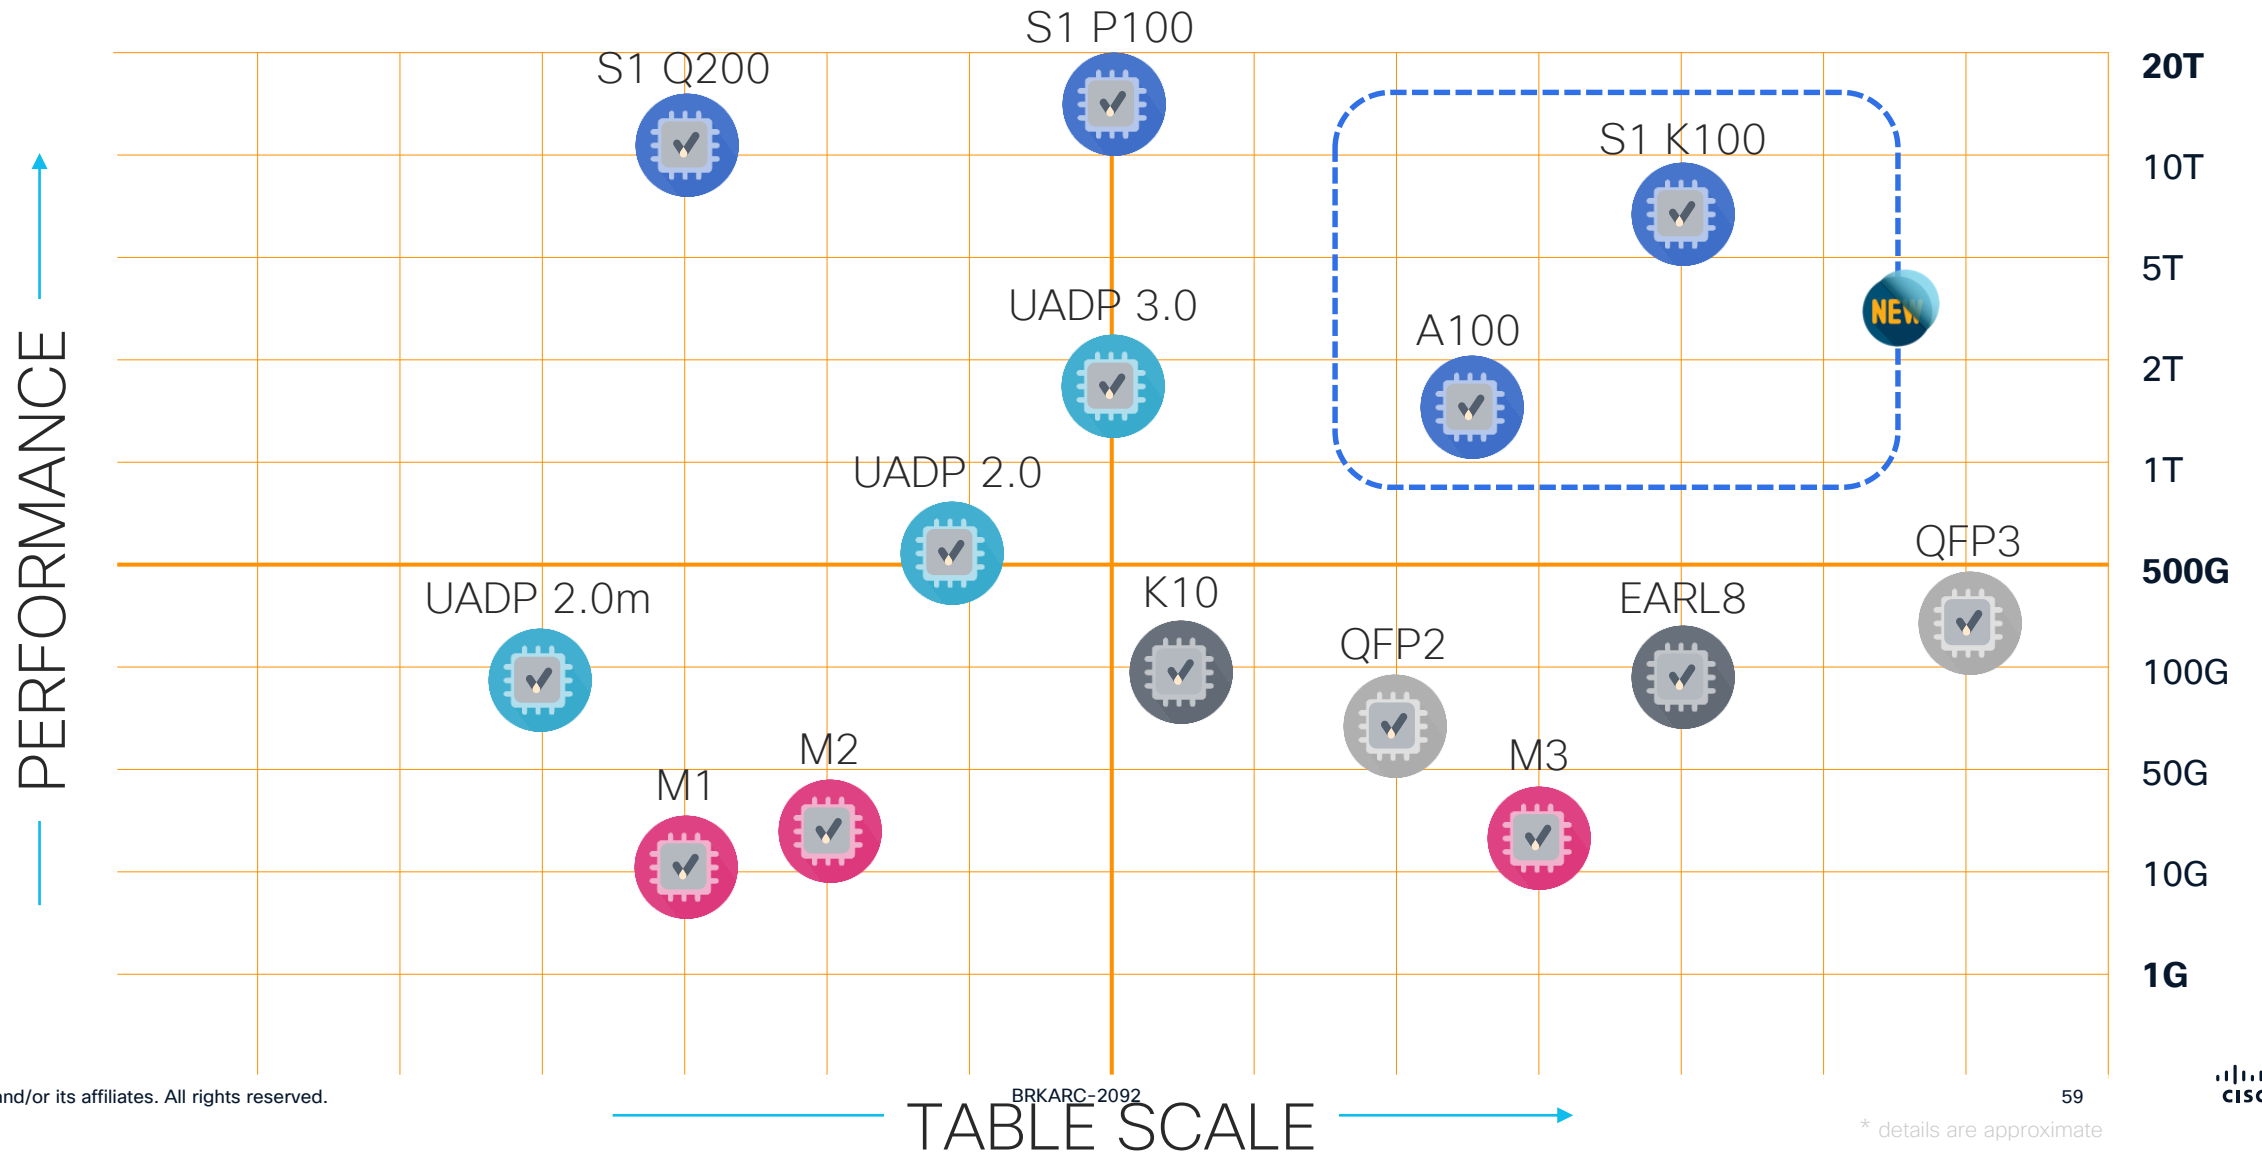 S1 P100
S1 Q200
20T
S1 K100
10T
5T
UADP 3.0
NEW
A100
2T
UADP 2.0
1T
QFP3
500G
UADP 2.0m
K10
EARL8
QFP2
100G
M2
M3
M1
50G
10G
1G
PERFORMANCE
and/or its affiliates. All rights reserved.
BRKARC-2092
59
TABLE SCALE
* details are approximate